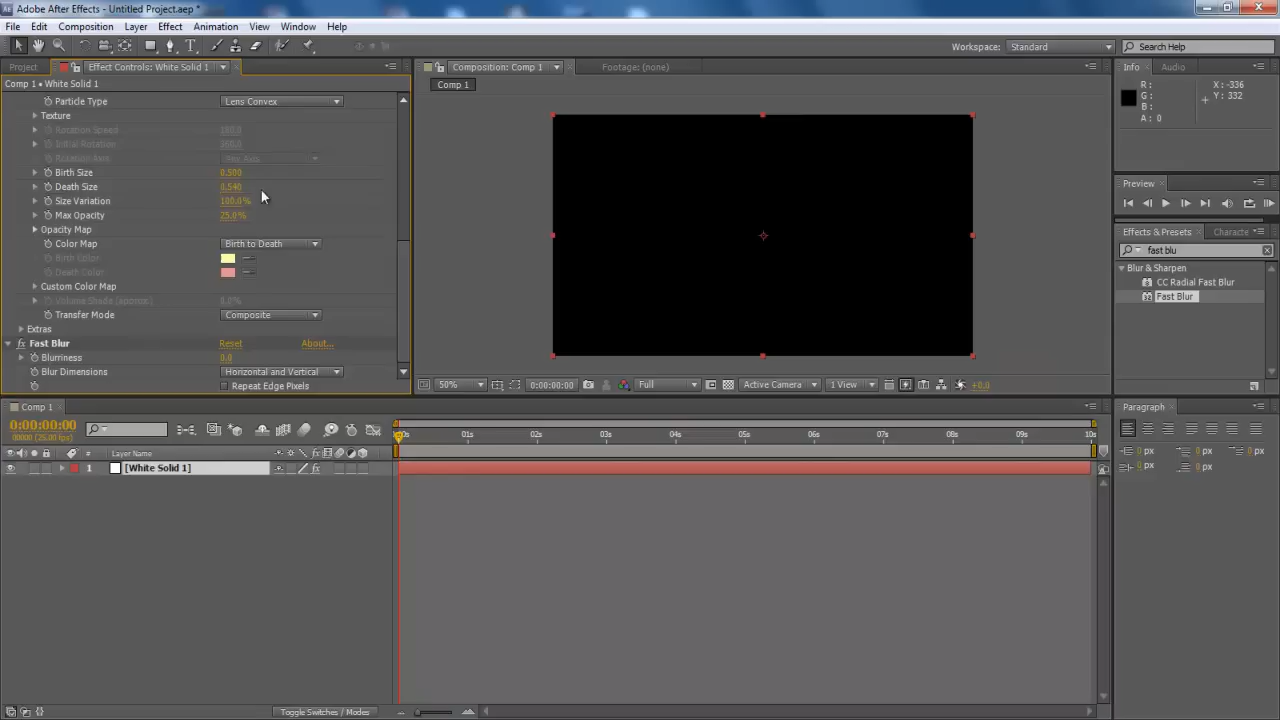 Adobe After Effects - Untitled Project.aep *
File Edit Composition Layer Effect Animation View Window Help
Workspace: Standard Search Help
Project Effect Controls: White Solid 1 Composition: Comp 1 Footage: (none) Info Audio
Comp 1 • White Solid 1
Comp 1
R: X: -336
G: Y: 332
B:
A: 0
Particle Type Lens Convex
Texture
Rotation Speed 180.0
Initial Rotation 360.0
Rotation Axis
Birth Size 0.500
Death Size 0.540
Size Variation 100.0%
Max Opacity 25.0%
Opacity Map
Color Map Birth to Death
Birth Color
Death Color
Custom Color Map
Volume Shade (approx.) 0.0%
Transfer Mode Composite
Extras
Fast Blur Reset About...
Blurriness 0.0
Blur Dimensions Horizontal and Vertical
Repeat Edge Pixels
50% 0:00:00:00 Full Active Camera 1 View +0.0
Preview
Effects & Presets Characte
fast blu
Blur & Sharpen
CC Radial Fast Blur
Fast Blur
Comp 1
0:00:00:00
00000 (25.00 fps)
# Layer Name
1 [White Solid 1]
01s 02s 03s 04s 05s 06s 07s 08s 09s 10s
Toggle Switches / Modes
Paragraph
0 px 0 px 0 px
0 px 0 px